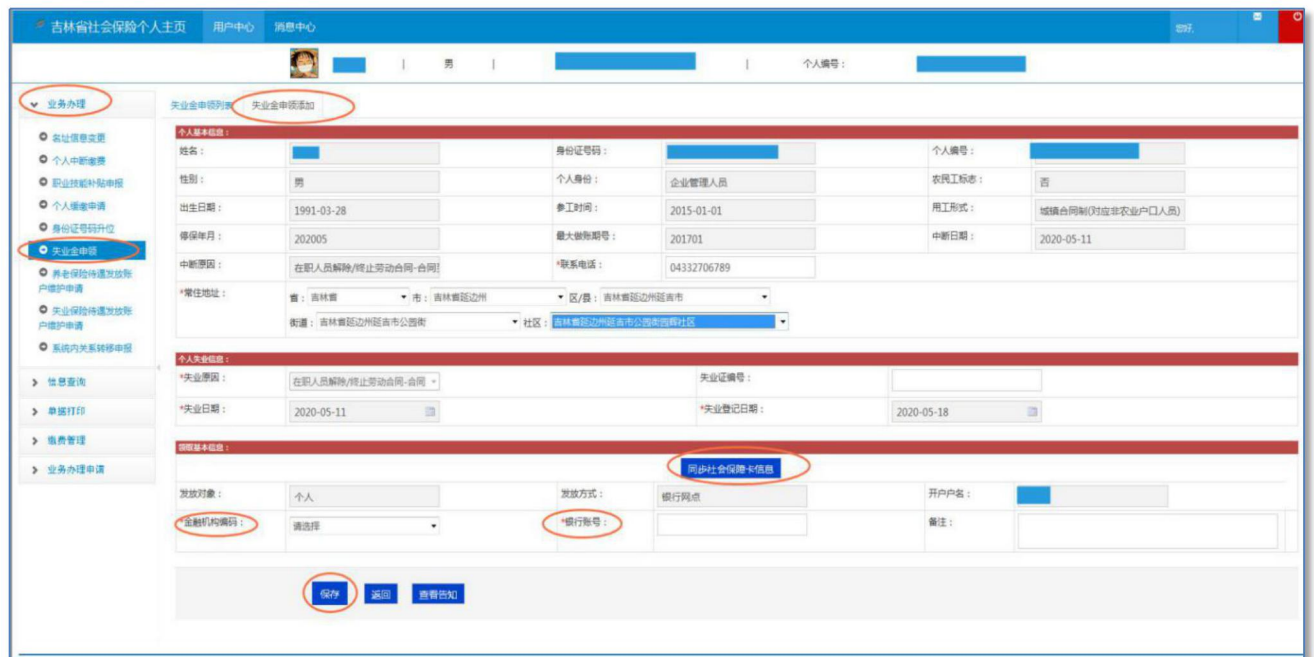 吉林省社会保险个人主页 用户中心 消息中心 您好,
| 男 | | 个人编号：
业务办理
名址信息变更
个人中断缴费
职业技能补贴申报
个人缓缴申请
身份证号码升位
失业金申领
养老保险待遇发放账
户维护申请
失业保险待遇发放账
户维护申请
系统内关系转移申报
信息查询
单据打印
缴费管理
业务办理申请
失业金申领列表 失业金申领添加
个人基本信息：
姓名： 身份证号码： 个人编号：
性别： 男 个人身份： 企业管理人员 农民工标志： 否
出生日期： 1991-03-28 参工时间： 2015-01-01 用工形式： 城镇合同制(对应非农业户口人员)
停保年月： 202005 最大做账期号： 201701 中断日期： 2020-05-11
中断原因： 在职人员解除/终止劳动合同-合同 *联系电话： 04332706789
*常住地址： 省：吉林省 市：吉林省延边州 区/县：吉林省延边州延吉市
街道：吉林省延边州延吉市公园街 社区：吉林省延边州延吉市公园街园辉社区
个人失业信息：
*失业原因： 在职人员解除/终止劳动合同-合同 失业证编号：
*失业日期： 2020-05-11 *失业登记日期： 2020-05-18
领取基本信息：
同步社会保障卡信息
发放对象： 个人 发放方式： 银行网点 开户户名：
*金融机构编码： 请选择 *银行账号： 备注：
保存 返回 查看告知